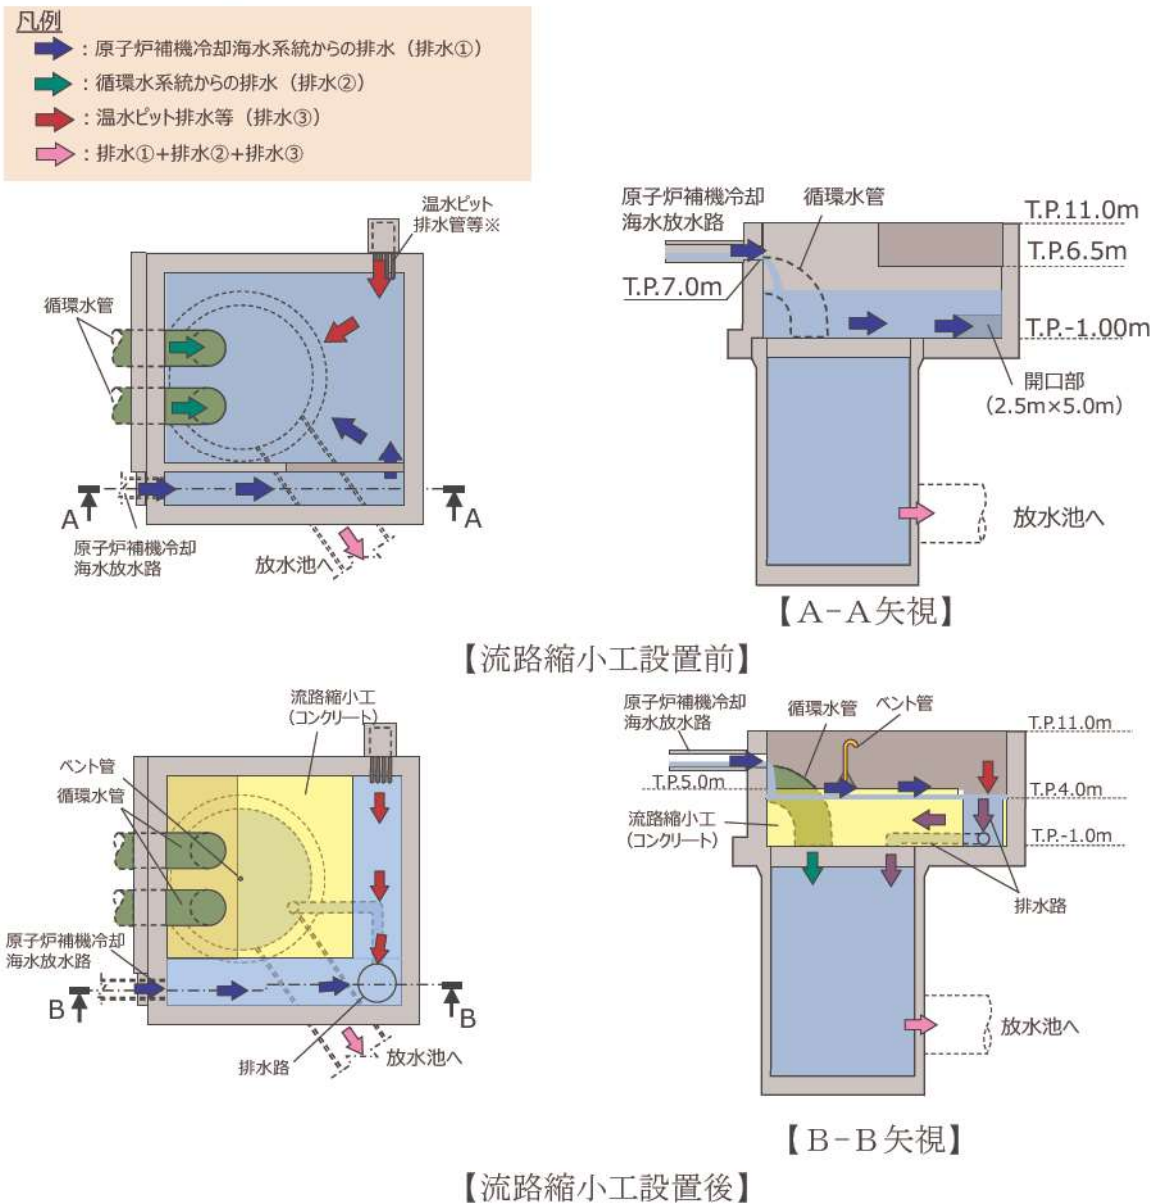 凡例
：原子炉補機冷却海水系統からの排水（排水①）
：循環水系統からの排水（排水②）
：温水ピット排水等（排水③）
：排水①+排水②+排水③
温水ピット
排水管等※
循環水管
A
A
原子炉補機冷却
海水放水路
放水池へ
原子炉補機冷却
海水放水路
循環水管
T.P.11.0m
T.P.6.5m
T.P.7.0m
T.P.-1.00m
開口部
（2.5m×5.0m）
放水池へ
【A-A矢視】
【流路縮小工設置前】
流路縮小工
（コンクリート）
ベント管
循環水管
原子炉補機冷却
海水放水路
B
B
排水路
放水池へ
原子炉補機冷却
海水放水路
循環水管
ベント管
T.P.11.0m
T.P.5.0m
T.P.4.0m
流路縮小工
（コンクリート）
T.P.-1.0m
排水路
放水池へ
【B-B矢視】
【流路縮小工設置後】